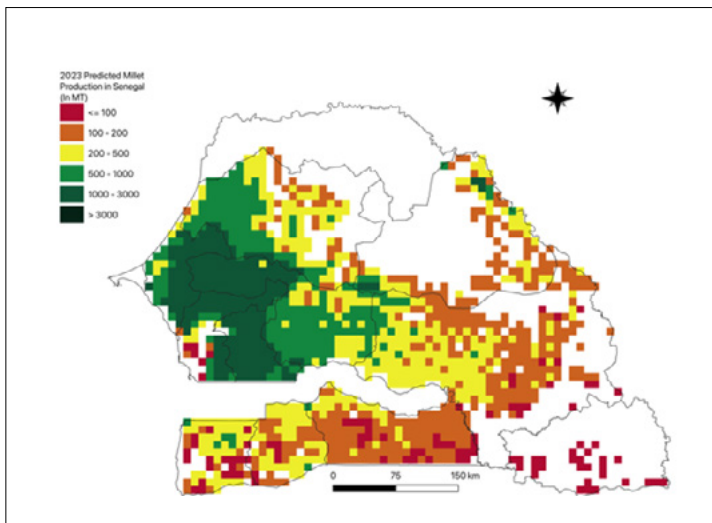 2023 Predicted Millet
Production in Senegal
(In MT)
<= 100
100 - 200
200 - 500
500 - 1000
1000 - 3000
> 3000
0 75 150 km